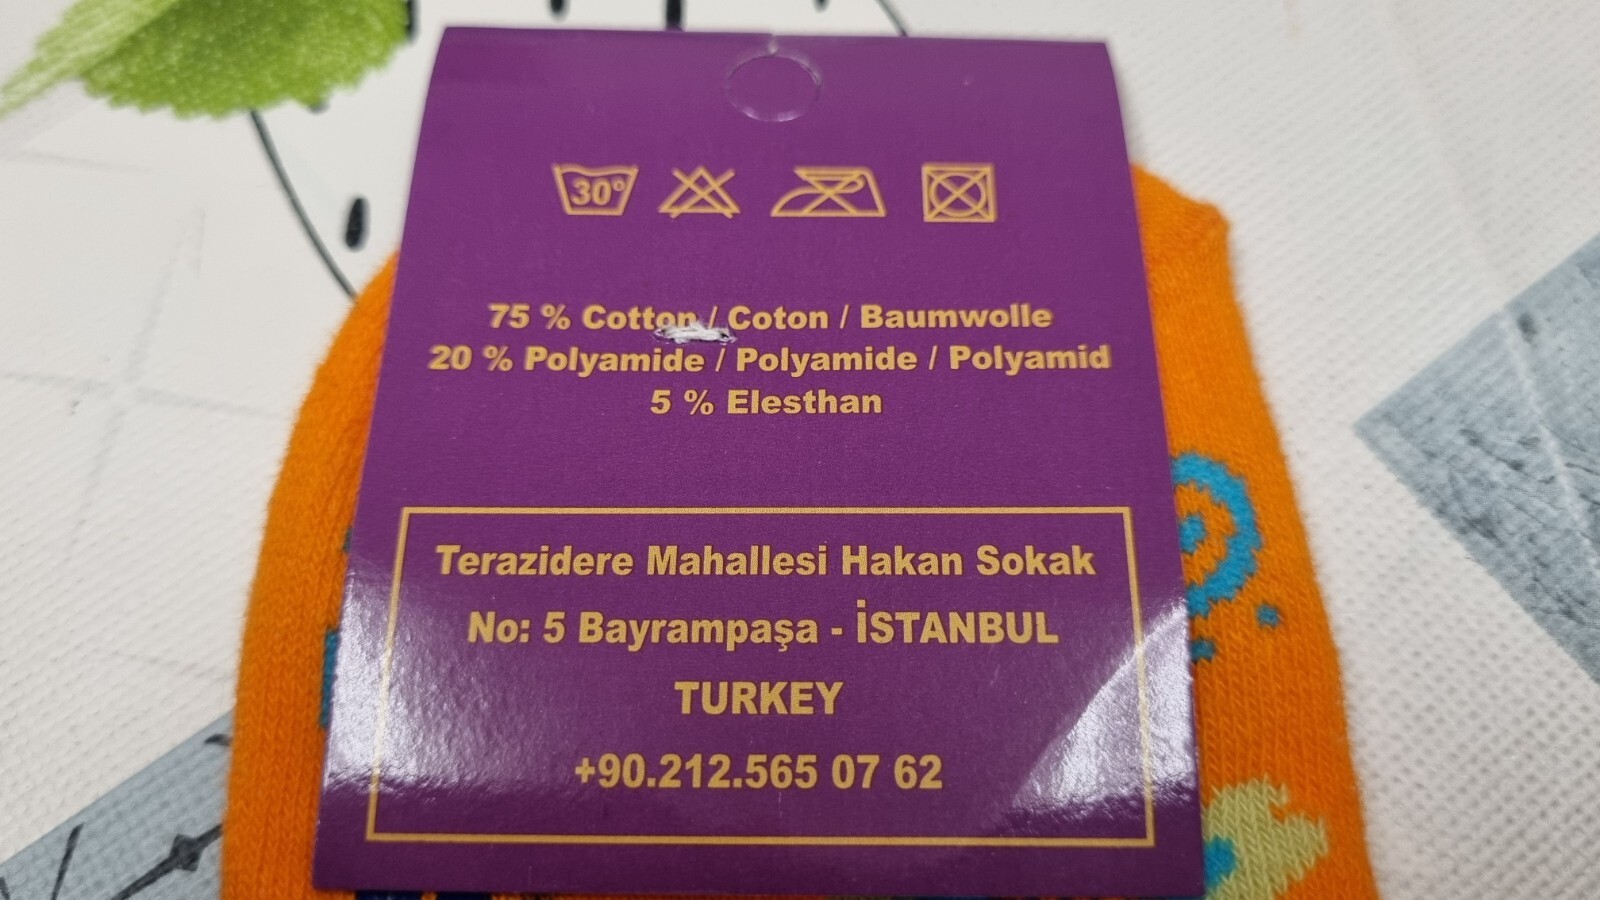 30°
75 % Cotton / Coton / Baumwolle
20 % Polyamide / Polyamide / Polyamid
5 % Elesthan
Terazidere Mahallesi Hakan Sokak
No: 5 Bayrampaşa - İSTANBUL
TURKEY
+90.212.565 07 62